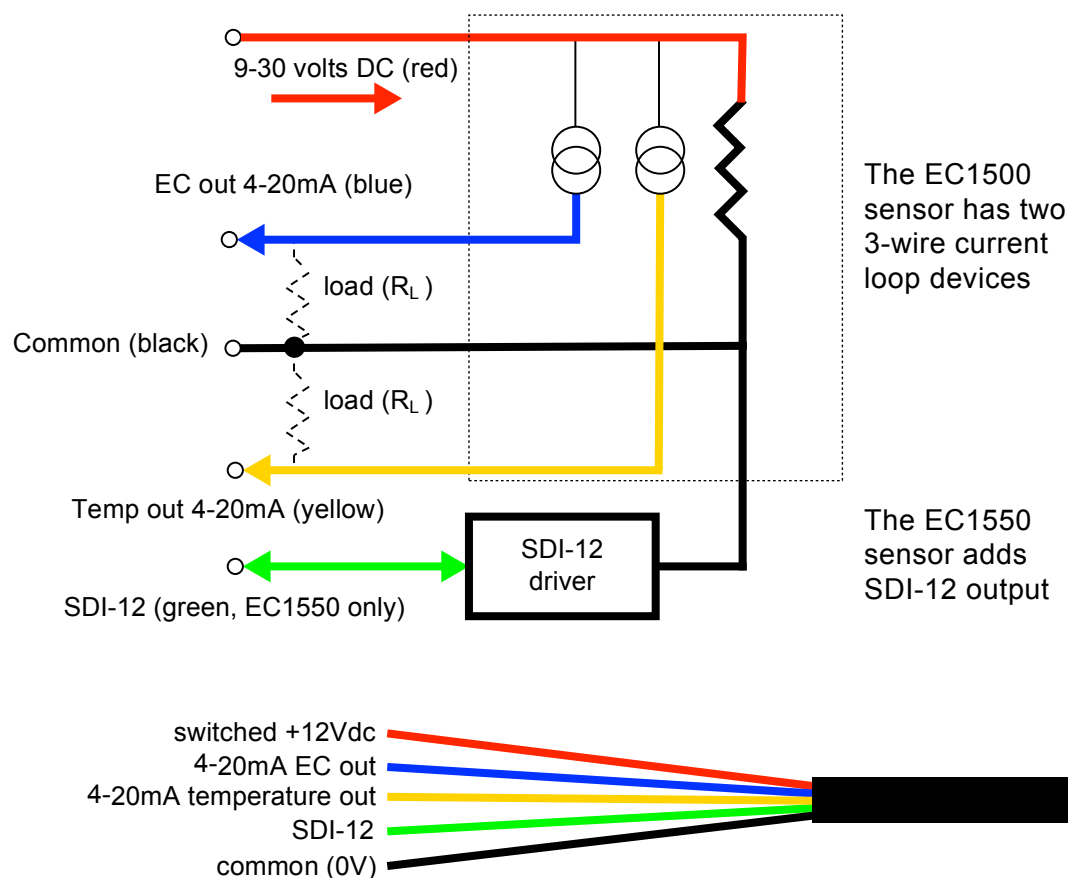 9-30 volts DC (red)
EC out 4-20mA (blue)
load (RL )
Common (black)
load (RL )
Temp out 4-20mA (yellow)
SDI-12 (green, EC1550 only)
SDI-12
driver
The EC1500
sensor has two
3-wire current
loop devices
The EC1550
sensor adds
SDI-12 output
switched +12Vdc
4-20mA EC out
4-20mA temperature out
SDI-12
common (0V)